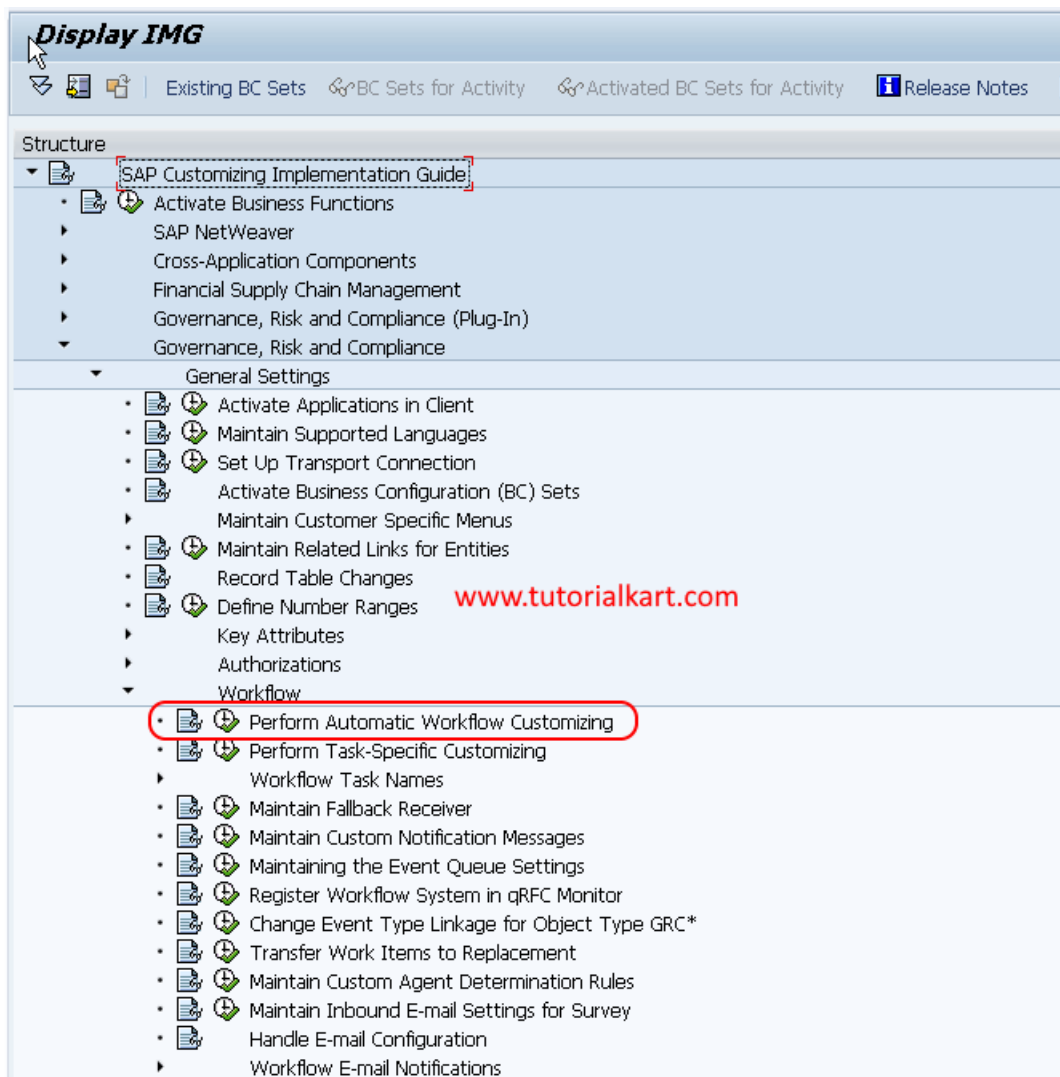 Display IMG
Existing BC Sets BC Sets for Activity Activated BC Sets for Activity Release Notes
Structure
SAP Customizing Implementation Guide
Activate Business Functions
SAP NetWeaver
Cross-Application Components
Financial Supply Chain Management
Governance, Risk and Compliance (Plug-In)
Governance, Risk and Compliance
General Settings
Activate Applications in Client
Maintain Supported Languages
Set Up Transport Connection
Activate Business Configuration (BC) Sets
Maintain Customer Specific Menus
Maintain Related Links for Entities
Record Table Changes
www.tutorialkart.com
Define Number Ranges
Key Attributes
Authorizations
Workflow
Perform Automatic Workflow Customizing
Perform Task-Specific Customizing
Workflow Task Names
Maintain Fallback Receiver
Maintain Custom Notification Messages
Maintaining the Event Queue Settings
Register Workflow System in qRFC Monitor
Change Event Type Linkage for Object Type GRC*
Transfer Work Items to Replacement
Maintain Custom Agent Determination Rules
Maintain Inbound E-mail Settings for Survey
Handle E-mail Configuration
Workflow E-mail Notifications